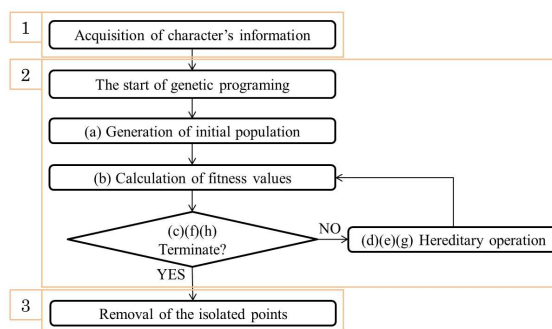 1
Acquisition of character's information
2
The start of genetic programing
(a) Generation of initial population
(b) Calculation of fitness values
(c)(f)(h)
Terminate?
NO
(d)(e)(g) Hereditary operation
YES
3
Removal of the isolated points